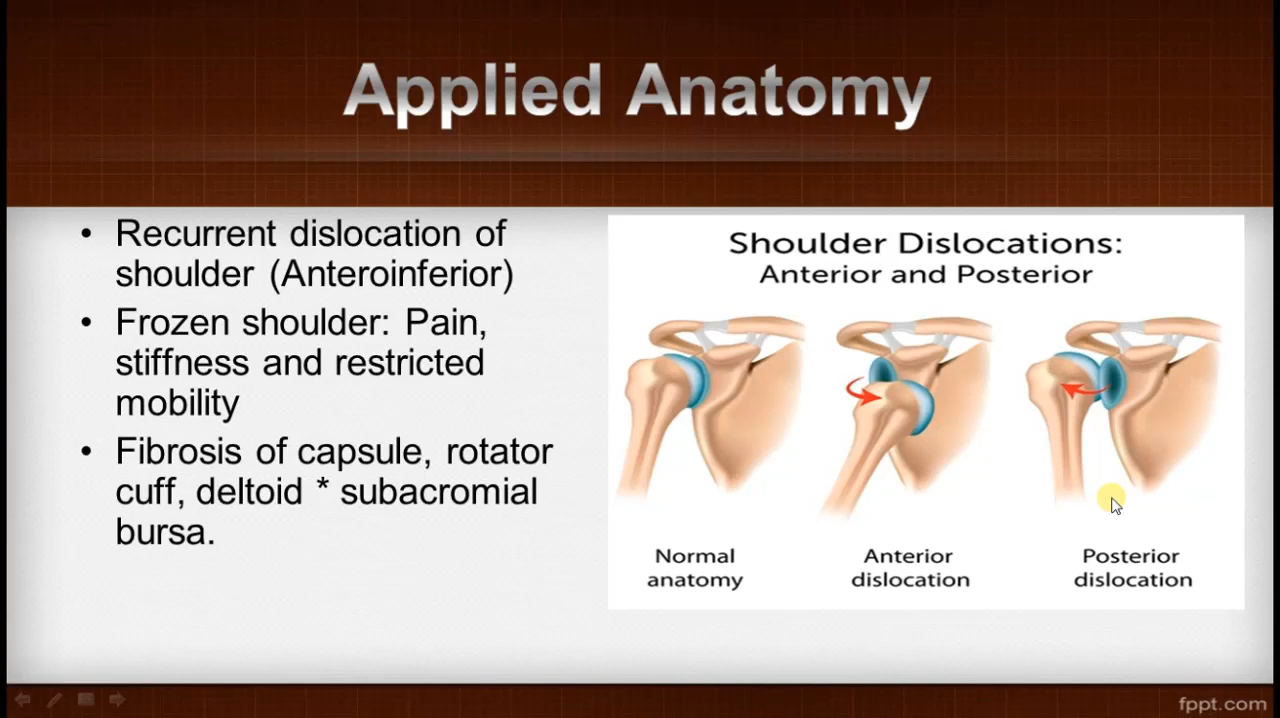 Applied Anatomy
• Recurrent dislocation of
shoulder (Anteroinferior)
• Frozen shoulder: Pain,
stiffness and restricted
mobility
• Fibrosis of capsule, rotator
cuff, deltoid * subacromial
bursa.
Shoulder Dislocations:
Anterior and Posterior
Normal
anatomy
Anterior
dislocation
Posterior
dislocation
fppt.com